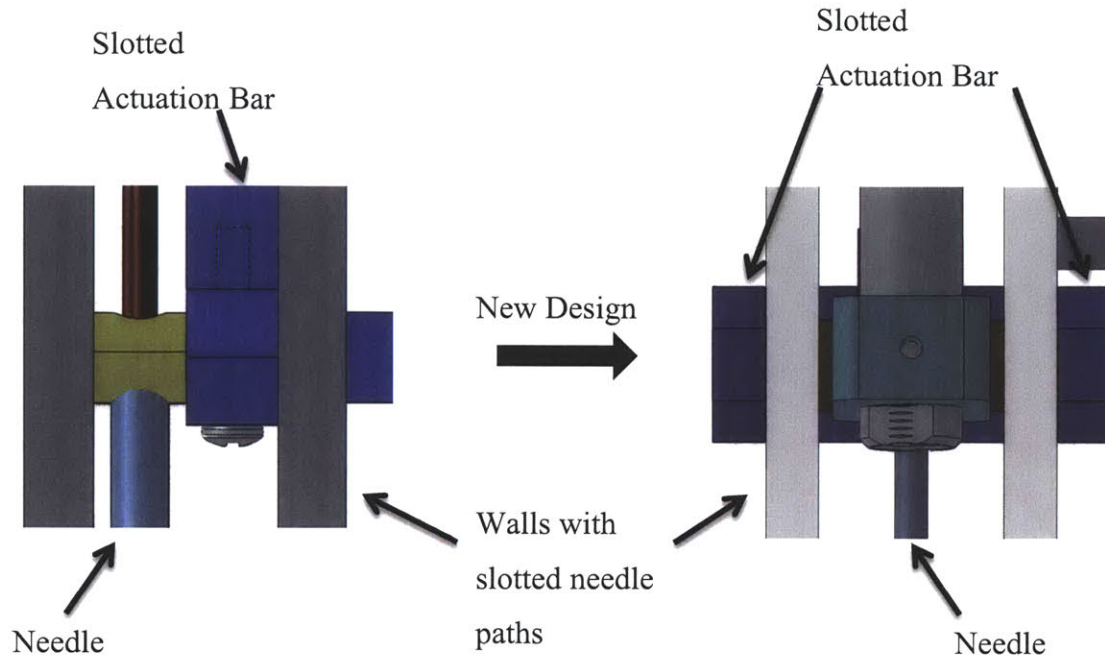 Slotted
Actuation Bar
Slotted
Actuation Bar
New Design
Walls with
slotted needle
paths
Needle
Needle